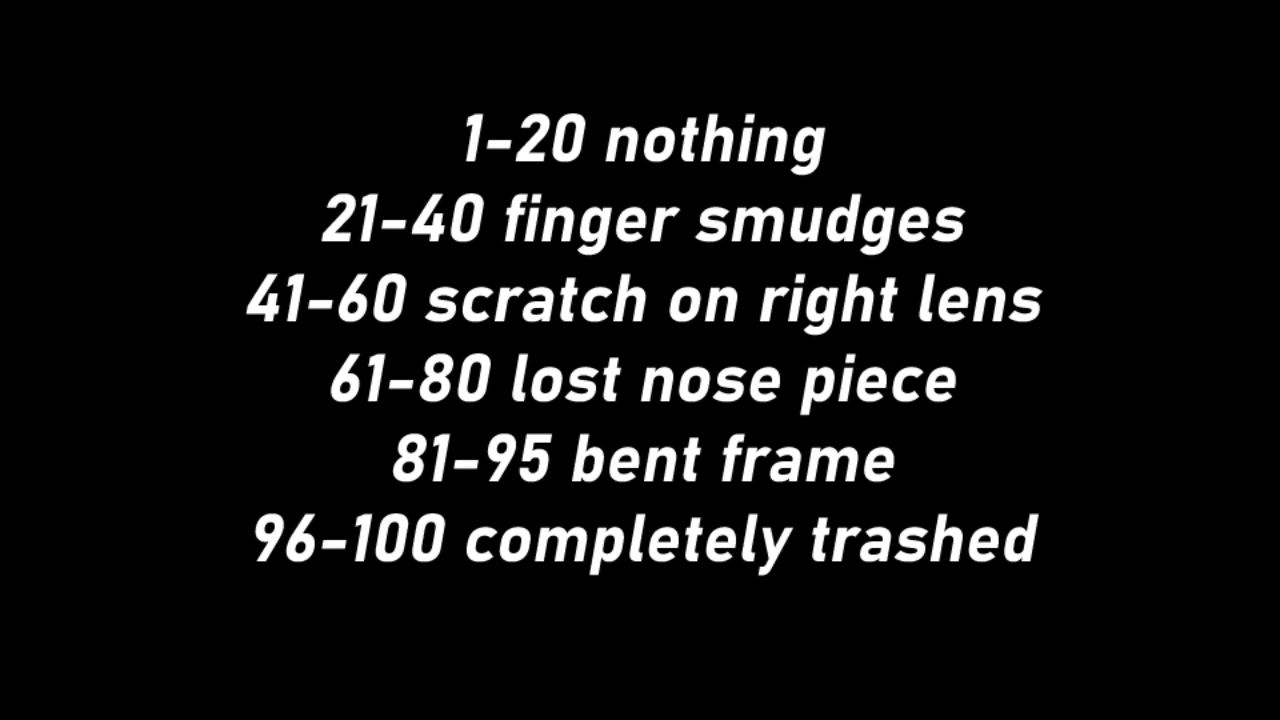 1-20 nothing
21-40 finger smudges
41-60 scratch on right lens
61-80 lost nose piece
81-95 bent frame
96-100 completely trashed